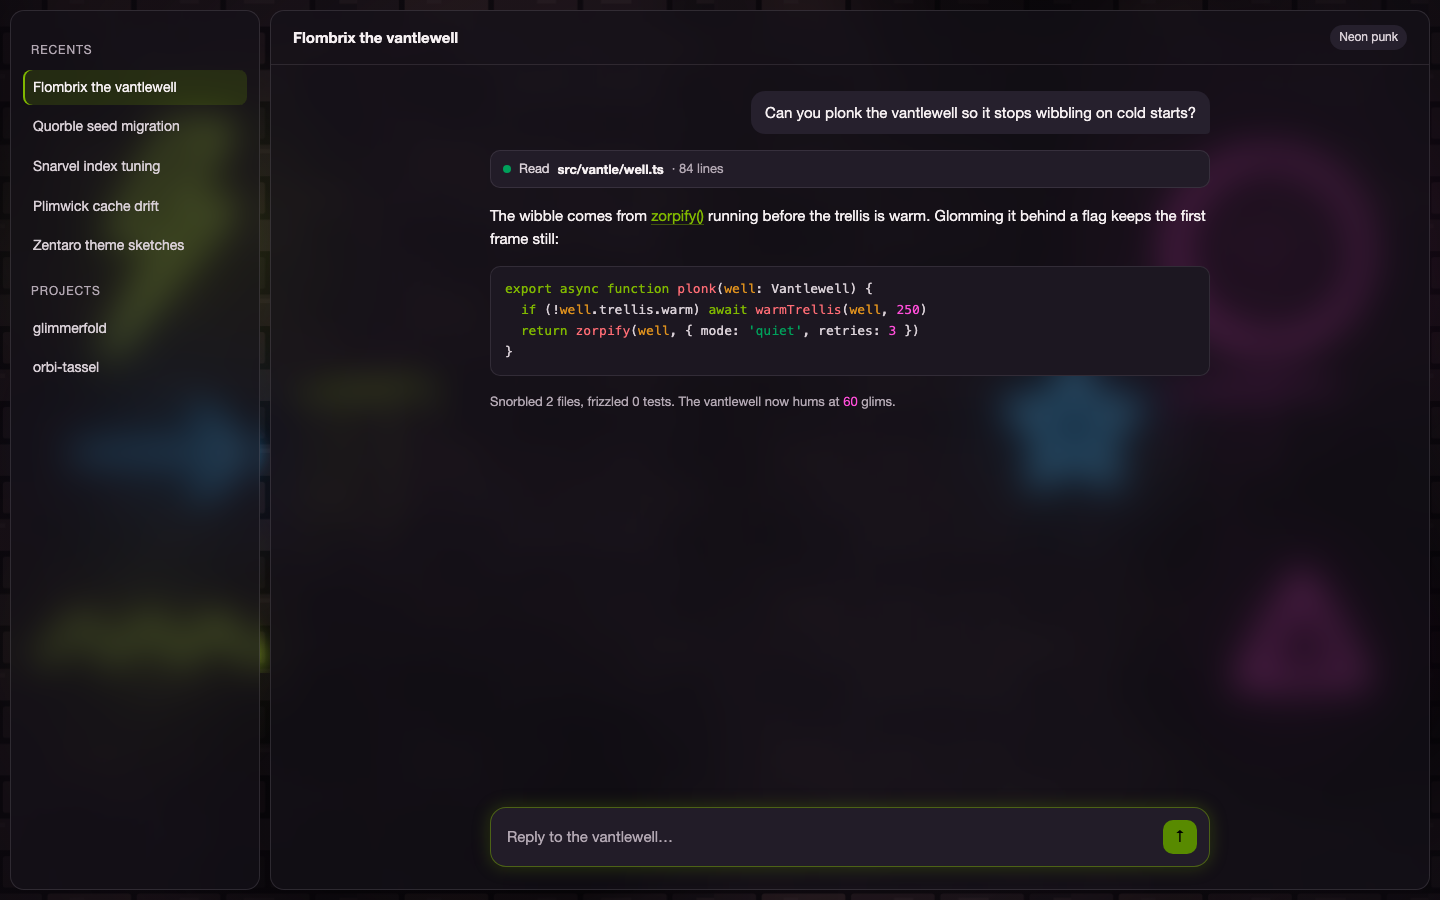 RECENTS
Flombrix the vantlewell
Quorble seed migration
Snarvel index tuning
Plimwick cache drift
Zentaro theme sketches
PROJECTS
glimmerfold
orbi-tassel
Flombrix the vantlewell
Neon punk
Can you plonk the vantlewell so it stops wibbling on cold starts?
Read src/vantle/well.ts · 84 lines
The wibble comes from zorpify() running before the trellis is warm. Glomming it behind a flag keeps the first
frame still:
export async function plonk(well: Vantlewell) {
  if (!well.trellis.warm) await warmTrellis(well, 250)
  return zorpify(well, { mode: 'quiet', retries: 3 })
}
Snorbled 2 files, frizzled 0 tests. The vantlewell now hums at 60 glims.
Reply to the vantlewell…
↑